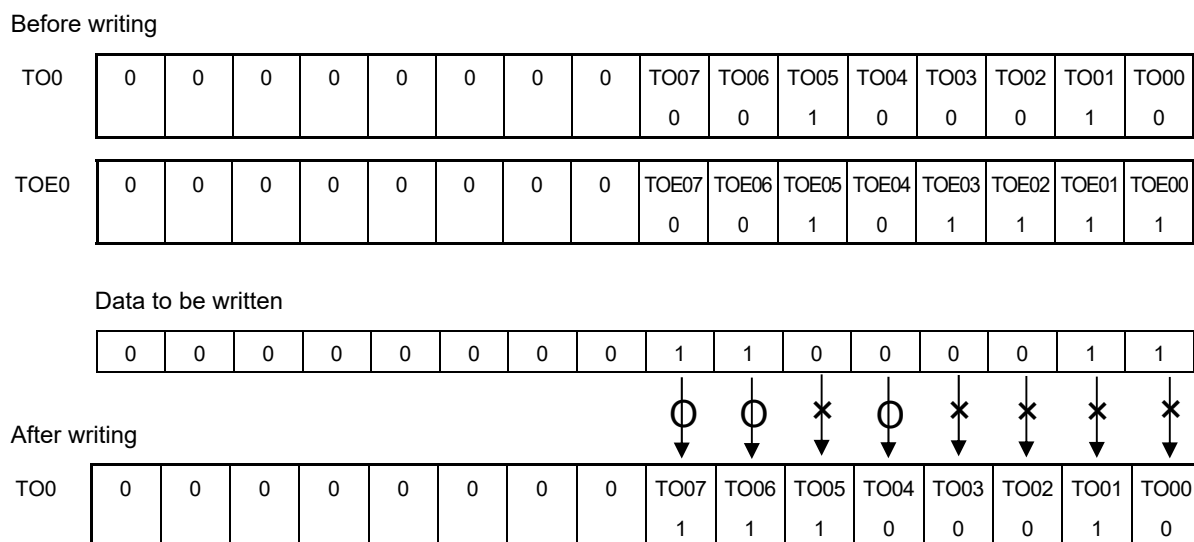 Before writing
TO0 0 0 0 0 0 0 0 0 TO07 TO06 TO05 TO04 TO03 TO02 TO01 TO00
0 0 1 0 0 0 1 0
TOE0 0 0 0 0 0 0 0 0 TOE07 TOE06 TOE05 TOE04 TOE03 TOE02 TOE01 TOE00
0 0 1 0 1 1 1 1
Data to be written
0 0 0 0 0 0 0 0 1 1 0 0 0 0 1 1
O O × O × × × ×
After writing
TO0 0 0 0 0 0 0 0 0 TO07 TO06 TO05 TO04 TO03 TO02 TO01 TO00
1 1 1 0 0 0 1 0